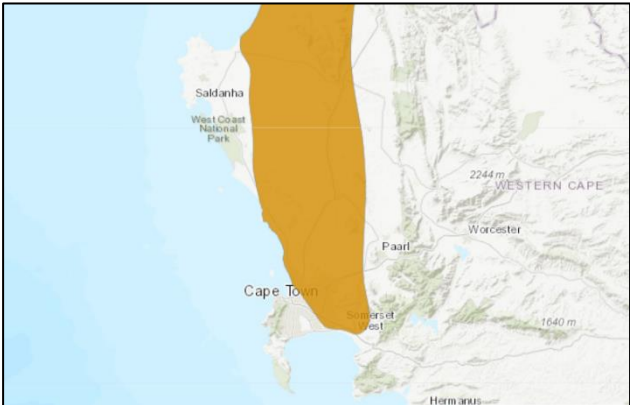 Saldanha
West Coast
National
Park
2244 m
WESTERN CAPE
Worcester
Paarl
Cape Town
Somerset
West
1640 m
Hermanus